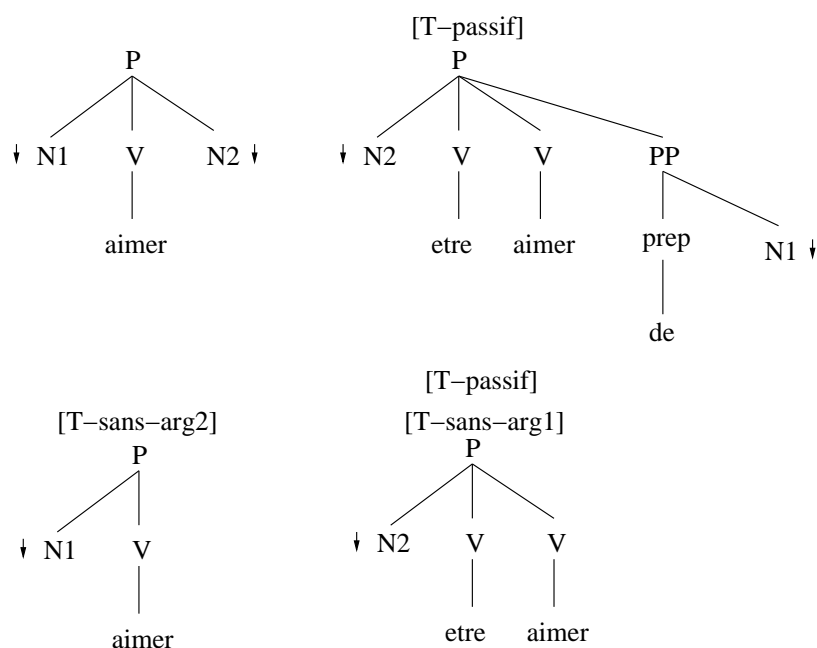 [T−passif]
P P
N1 V N2 N2 V V PP
aimer etre aimer prep N1
de
[T−passif]
[T−sans−arg2] [T−sans−arg1]
P P
N1 V N2 V V
aimer etre aimer